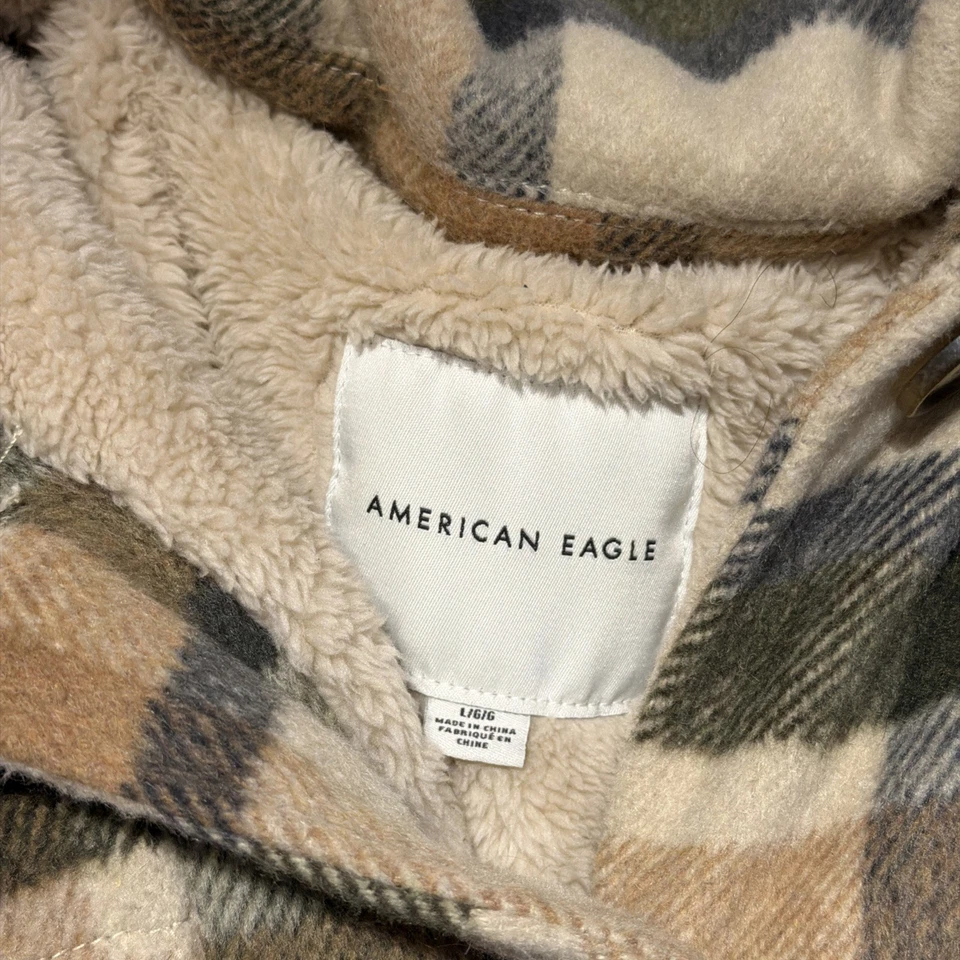 AMERICAN EAGLE
L/G/G
MADE IN CHINA
FABRIQUÉ EN
CHINE